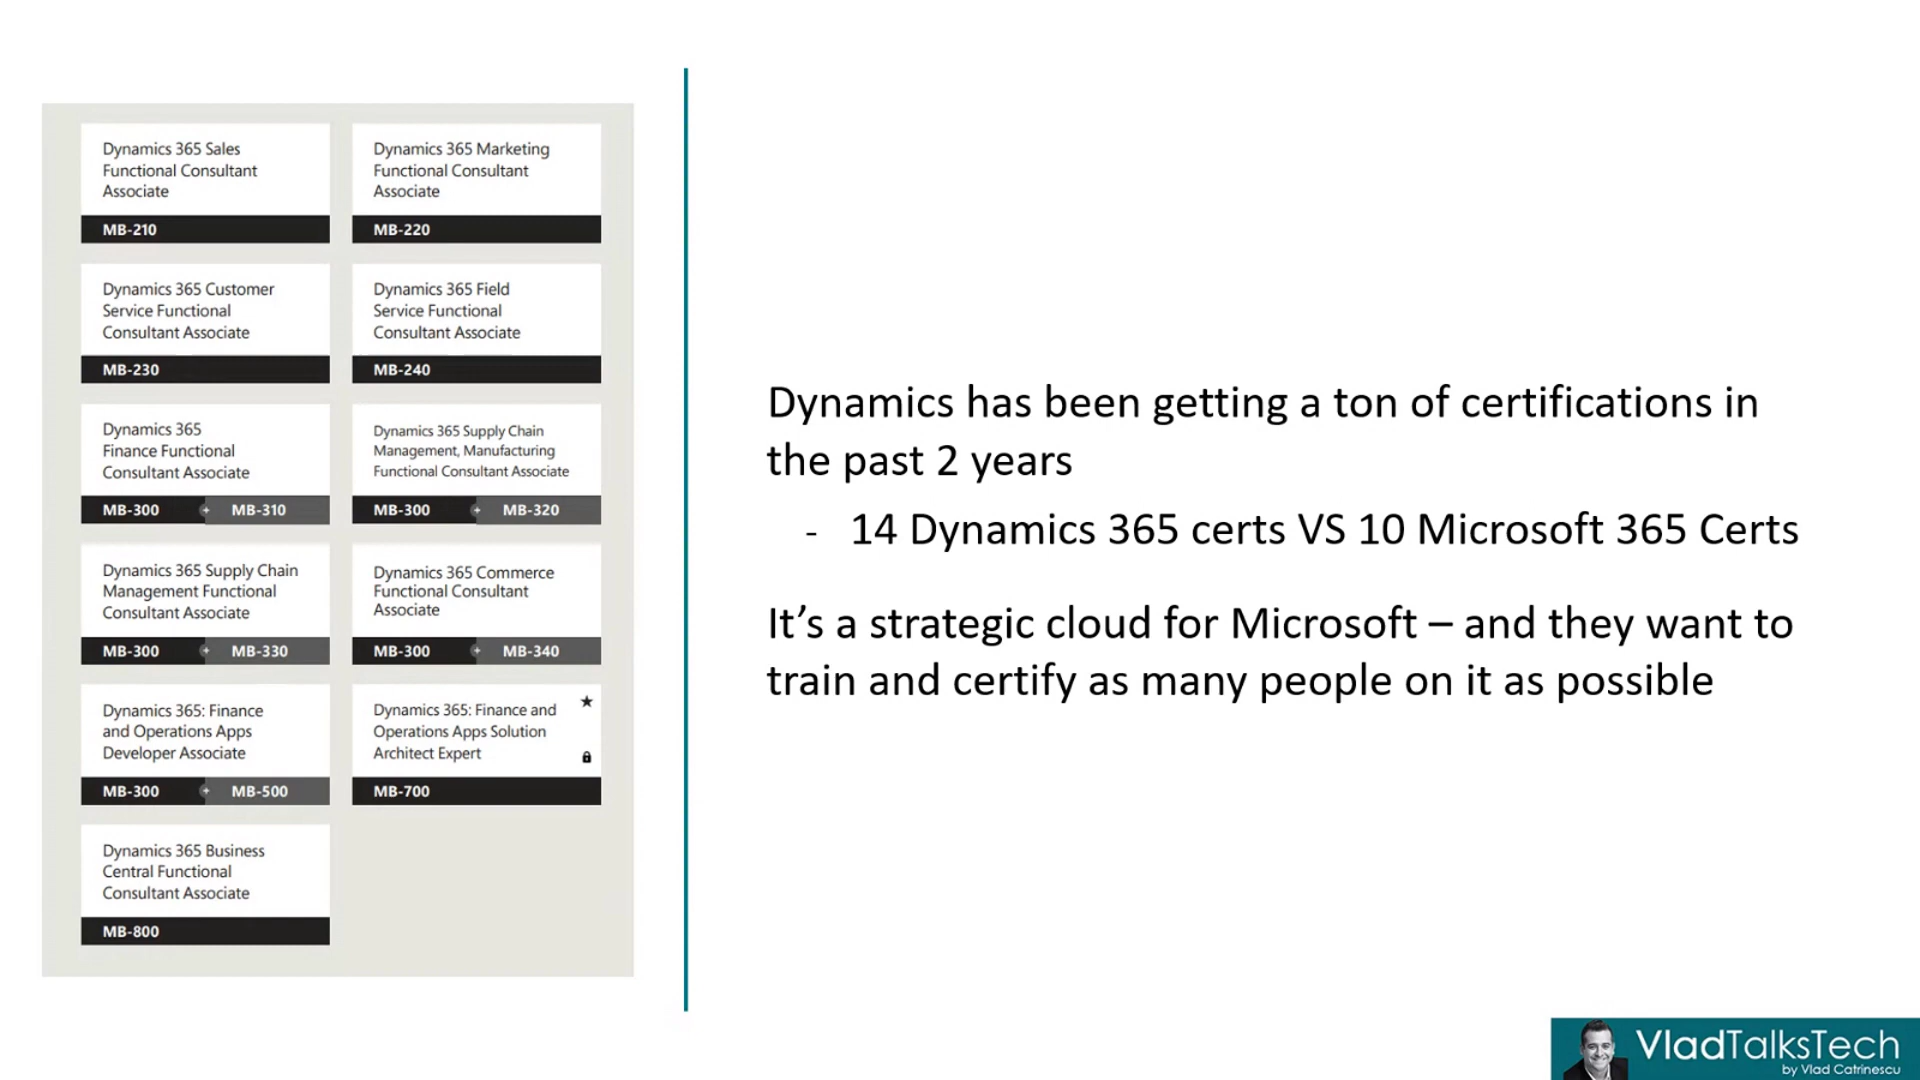 Dynamics 365 Sales
Functional Consultant
Associate
MB-210
Dynamics 365 Marketing
Functional Consultant
Associate
MB-220
Dynamics 365 Customer
Service Functional
Consultant Associate
MB-230
Dynamics 365 Field
Service Functional
Consultant Associate
MB-240
Dynamics 365
Finance Functional
Consultant Associate
MB-300 + MB-310
Dynamics 365 Supply Chain
Management, Manufacturing
Functional Consultant Associate
MB-300 + MB-320
Dynamics 365 Supply Chain
Management Functional
Consultant Associate
MB-300 + MB-330
Dynamics 365 Commerce
Functional Consultant
Associate
MB-300 + MB-340
Dynamics 365: Finance
and Operations Apps
Developer Associate
MB-300 + MB-500
Dynamics 365: Finance and
Operations Apps Solution
Architect Expert
MB-700
Dynamics 365 Business
Central Functional
Consultant Associate
MB-800
Dynamics has been getting a ton of certifications in
the past 2 years
- 14 Dynamics 365 certs VS 10 Microsoft 365 Certs
It’s a strategic cloud for Microsoft – and they want to
train and certify as many people on it as possible
VladTalksTech
by Vlad Catrinescu